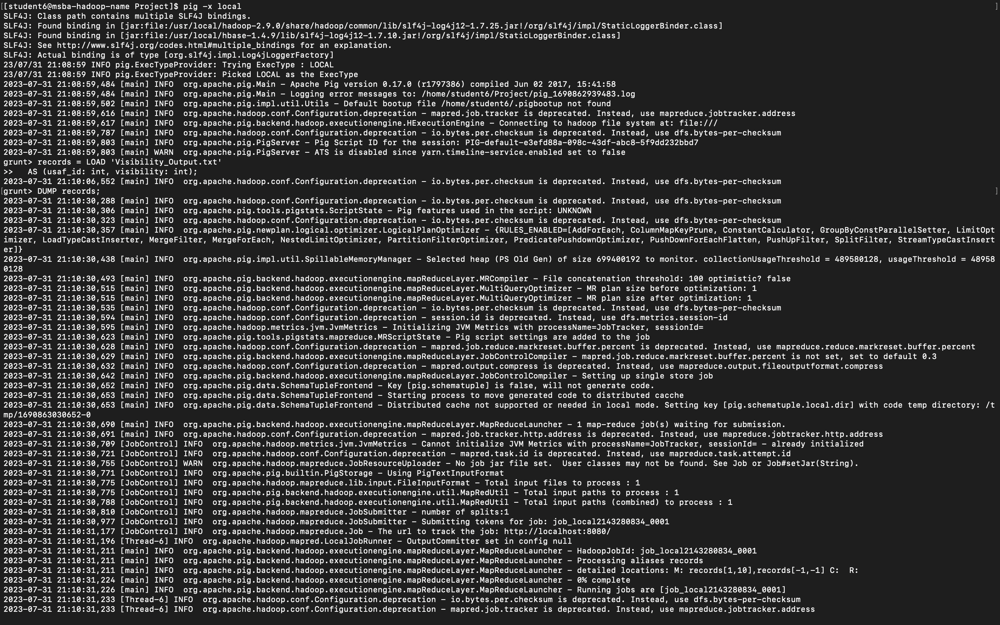 [[student6@msba-hadoop-name Project]$ pig -x local ]
SLF4J: Class path contains multiple SLF4J bindings.
SLF4J: Found binding in [jar:file:/usr/local/hadoop-2.9.0/share/hadoop/common/lib/slf4j-log4j12-1.7.25.jar!/org/slf4j/impl/StaticLoggerBinder.class]
SLF4J: Found binding in [jar:file:/usr/local/hbase-1.4.9/lib/slf4j-log4j12-1.7.10.jar!/org/slf4j/impl/StaticLoggerBinder.class]
SLF4J: See http://www.slf4j.org/codes.html#multiple_bindings for an explanation.
SLF4J: Actual binding is of type [org.slf4j.impl.Log4jLoggerFactory]
23/07/31 21:08:59 INFO pig.ExecTypeProvider: Trying ExecType : LOCAL
23/07/31 21:08:59 INFO pig.ExecTypeProvider: Picked LOCAL as the ExecType
2023-07-31 21:08:59,484 [main] INFO  org.apache.pig.Main - Apache Pig version 0.17.0 (r1797386) compiled Jun 02 2017, 15:41:58
2023-07-31 21:08:59,484 [main] INFO  org.apache.pig.Main - Logging error messages to: /home/student6/Project/pig_1690862939483.log
2023-07-31 21:08:59,502 [main] INFO  org.apache.pig.impl.util.Utils - Default bootup file /home/student6/.pigbootup not found
2023-07-31 21:08:59,616 [main] INFO  org.apache.hadoop.conf.Configuration.deprecation - mapred.job.tracker is deprecated. Instead, use mapreduce.jobtracker.address
2023-07-31 21:08:59,617 [main] INFO  org.apache.pig.backend.hadoop.executionengine.HExecutionEngine - Connecting to hadoop file system at: file:///
2023-07-31 21:08:59,787 [main] INFO  org.apache.hadoop.conf.Configuration.deprecation - io.bytes.per.checksum is deprecated. Instead, use dfs.bytes-per-checksum
2023-07-31 21:08:59,803 [main] INFO  org.apache.pig.PigServer - Pig Script ID for the session: PIG-default-e3efd88a-098c-43df-abc8-5f9dd232bbd7
2023-07-31 21:08:59,803 [main] WARN  org.apache.pig.PigServer - ATS is disabled since yarn.timeline-service.enabled set to false
grunt> records = LOAD 'Visibility_Output.txt'
>>   AS (usaf_id: int, visibility: int);
2023-07-31 21:10:06,552 [main] INFO  org.apache.hadoop.conf.Configuration.deprecation - io.bytes.per.checksum is deprecated. Instead, use dfs.bytes-per-checksum
[grunt> DUMP records; ]
2023-07-31 21:10:30,288 [main] INFO  org.apache.hadoop.conf.Configuration.deprecation - io.bytes.per.checksum is deprecated. Instead, use dfs.bytes-per-checksum
2023-07-31 21:10:30,306 [main] INFO  org.apache.pig.tools.pigstats.ScriptState - Pig features used in the script: UNKNOWN
2023-07-31 21:10:30,323 [main] INFO  org.apache.hadoop.conf.Configuration.deprecation - io.bytes.per.checksum is deprecated. Instead, use dfs.bytes-per-checksum
2023-07-31 21:10:30,357 [main] INFO  org.apache.pig.newplan.logical.optimizer.LogicalPlanOptimizer - {RULES_ENABLED=[AddForEach, ColumnMapKeyPrune, ConstantCalculator, GroupByConstParallelSetter, LimitOpt
imizer, LoadTypeCastInserter, MergeFilter, MergeForEach, NestedLimitOptimizer, PartitionFilterOptimizer, PredicatePushdownOptimizer, PushDownForEachFlatten, PushUpFilter, SplitFilter, StreamTypeCastInsert
er]}
2023-07-31 21:10:30,438 [main] INFO  org.apache.pig.impl.util.SpillableMemoryManager - Selected heap (PS Old Gen) of size 699400192 to monitor. collectionUsageThreshold = 489580128, usageThreshold = 48958
0128
2023-07-31 21:10:30,493 [main] INFO  org.apache.pig.backend.hadoop.executionengine.mapReduceLayer.MRCompiler - File concatenation threshold: 100 optimistic? false
2023-07-31 21:10:30,515 [main] INFO  org.apache.pig.backend.hadoop.executionengine.mapReduceLayer.MultiQueryOptimizer - MR plan size before optimization: 1
2023-07-31 21:10:30,515 [main] INFO  org.apache.pig.backend.hadoop.executionengine.mapReduceLayer.MultiQueryOptimizer - MR plan size after optimization: 1
2023-07-31 21:10:30,535 [main] INFO  org.apache.hadoop.conf.Configuration.deprecation - io.bytes.per.checksum is deprecated. Instead, use dfs.bytes-per-checksum
2023-07-31 21:10:30,594 [main] INFO  org.apache.hadoop.conf.Configuration.deprecation - session.id is deprecated. Instead, use dfs.metrics.session-id
2023-07-31 21:10:30,595 [main] INFO  org.apache.hadoop.metrics.jvm.JvmMetrics - Initializing JVM Metrics with processName=JobTracker, sessionId=
2023-07-31 21:10:30,623 [main] INFO  org.apache.pig.tools.pigstats.mapreduce.MRScriptState - Pig script settings are added to the job
2023-07-31 21:10:30,628 [main] INFO  org.apache.hadoop.conf.Configuration.deprecation - mapred.job.reduce.markreset.buffer.percent is deprecated. Instead, use mapreduce.reduce.markreset.buffer.percent
2023-07-31 21:10:30,629 [main] INFO  org.apache.pig.backend.hadoop.executionengine.mapReduceLayer.JobControlCompiler - mapred.job.reduce.markreset.buffer.percent is not set, set to default 0.3
2023-07-31 21:10:30,632 [main] INFO  org.apache.hadoop.conf.Configuration.deprecation - mapred.output.compress is deprecated. Instead, use mapreduce.output.fileoutputformat.compress
2023-07-31 21:10:30,642 [main] INFO  org.apache.pig.backend.hadoop.executionengine.mapReduceLayer.JobControlCompiler - Setting up single store job
2023-07-31 21:10:30,652 [main] INFO  org.apache.pig.data.SchemaTupleFrontend - Key [pig.schematuple] is false, will not generate code.
2023-07-31 21:10:30,653 [main] INFO  org.apache.pig.data.SchemaTupleFrontend - Starting process to move generated code to distributed cacche
2023-07-31 21:10:30,653 [main] INFO  org.apache.pig.data.SchemaTupleFrontend - Distributed cache not supported or needed in local mode. Setting key [pig.schematuple.local.dir] with code temp directory: /t
mp/1690863030652-0
2023-07-31 21:10:30,690 [main] INFO  org.apache.pig.backend.hadoop.executionengine.mapReduceLayer.MapReduceLauncher - 1 map-reduce job(s) waiting for submission.
2023-07-31 21:10:30,691 [main] INFO  org.apache.hadoop.conf.Configuration.deprecation - mapred.job.tracker.http.address is deprecated. Instead, use mapreduce.jobtracker.http.address
2023-07-31 21:10:30,709 [JobControl] INFO  org.apache.hadoop.metrics.jvm.JvmMetrics - Cannot initialize JVM Metrics with processName=JobTracker, sessionId= - already initialized
2023-07-31 21:10:30,721 [JobControl] INFO  org.apache.hadoop.conf.Configuration.deprecation - mapred.task.id is deprecated. Instead, use mapreduce.task.attempt.id
2023-07-31 21:10:30,755 [JobControl] WARN  org.apache.hadoop.mapreduce.JobResourceUploader - No job jar file set.  User classes may not be found. See Job or Job#setJar(String).
2023-07-31 21:10:30,771 [JobControl] INFO  org.apache.pig.builtin.PigStorage - Using PigTextInputFormat
2023-07-31 21:10:30,775 [JobControl] INFO  org.apache.hadoop.mapreduce.lib.input.FileInputFormat - Total input files to process : 1
2023-07-31 21:10:30,775 [JobControl] INFO  org.apache.pig.backend.hadoop.executionengine.util.MapRedUtil - Total input paths to process : 1
2023-07-31 21:10:30,788 [JobControl] INFO  org.apache.pig.backend.hadoop.executionengine.util.MapRedUtil - Total input paths (combined) to process : 1
2023-07-31 21:10:30,810 [JobControl] INFO  org.apache.hadoop.mapreduce.JobSubmitter - number of splits:1
2023-07-31 21:10:30,977 [JobControl] INFO  org.apache.hadoop.mapreduce.JobSubmitter - Submitting tokens for job: job_local2143280834_0001
2023-07-31 21:10:31,177 [JobControl] INFO  org.apache.hadoop.mapreduce.Job - The url to track the job: http://localhost:8080/
2023-07-31 21:10:31,196 [Thread-6] INFO  org.apache.hadoop.mapred.LocalJobRunner - OutputCommitter set in config null
2023-07-31 21:10:31,211 [main] INFO  org.apache.pig.backend.hadoop.executionengine.mapReduceLayer.MapReduceLauncher - HadoopJobId: job_local2143280834_0001
2023-07-31 21:10:31,211 [main] INFO  org.apache.pig.backend.hadoop.executionengine.mapReduceLayer.MapReduceLauncher - Processing aliases records
2023-07-31 21:10:31,211 [main] INFO  org.apache.pig.backend.hadoop.executionengine.mapReduceLayer.MapReduceLauncher - detailed locations: M: records[1,10],records[-1,-1] C:  R:
2023-07-31 21:10:31,224 [main] INFO  org.apache.pig.backend.hadoop.executionengine.mapReduceLayer.MapReduceLauncher - 0% complete
2023-07-31 21:10:31,226 [main] INFO  org.apache.pig.backend.hadoop.executionengine.mapReduceLayer.MapReduceLauncher - Running jobs are [job_local2143280834_0001]
2023-07-31 21:10:31,233 [Thread-6] INFO  org.apache.hadoop.conf.Configuration.deprecation - io.bytes.per.checksum is deprecated. Instead, use dfs.bytes-per-checksum
2023-07-31 21:10:31,233 [Thread-6] INFO  org.apache.hadoop.conf.Configuration.deprecation - mapred.job.tracker is deprecated. Instead, use mapreduce.jobtracker.address